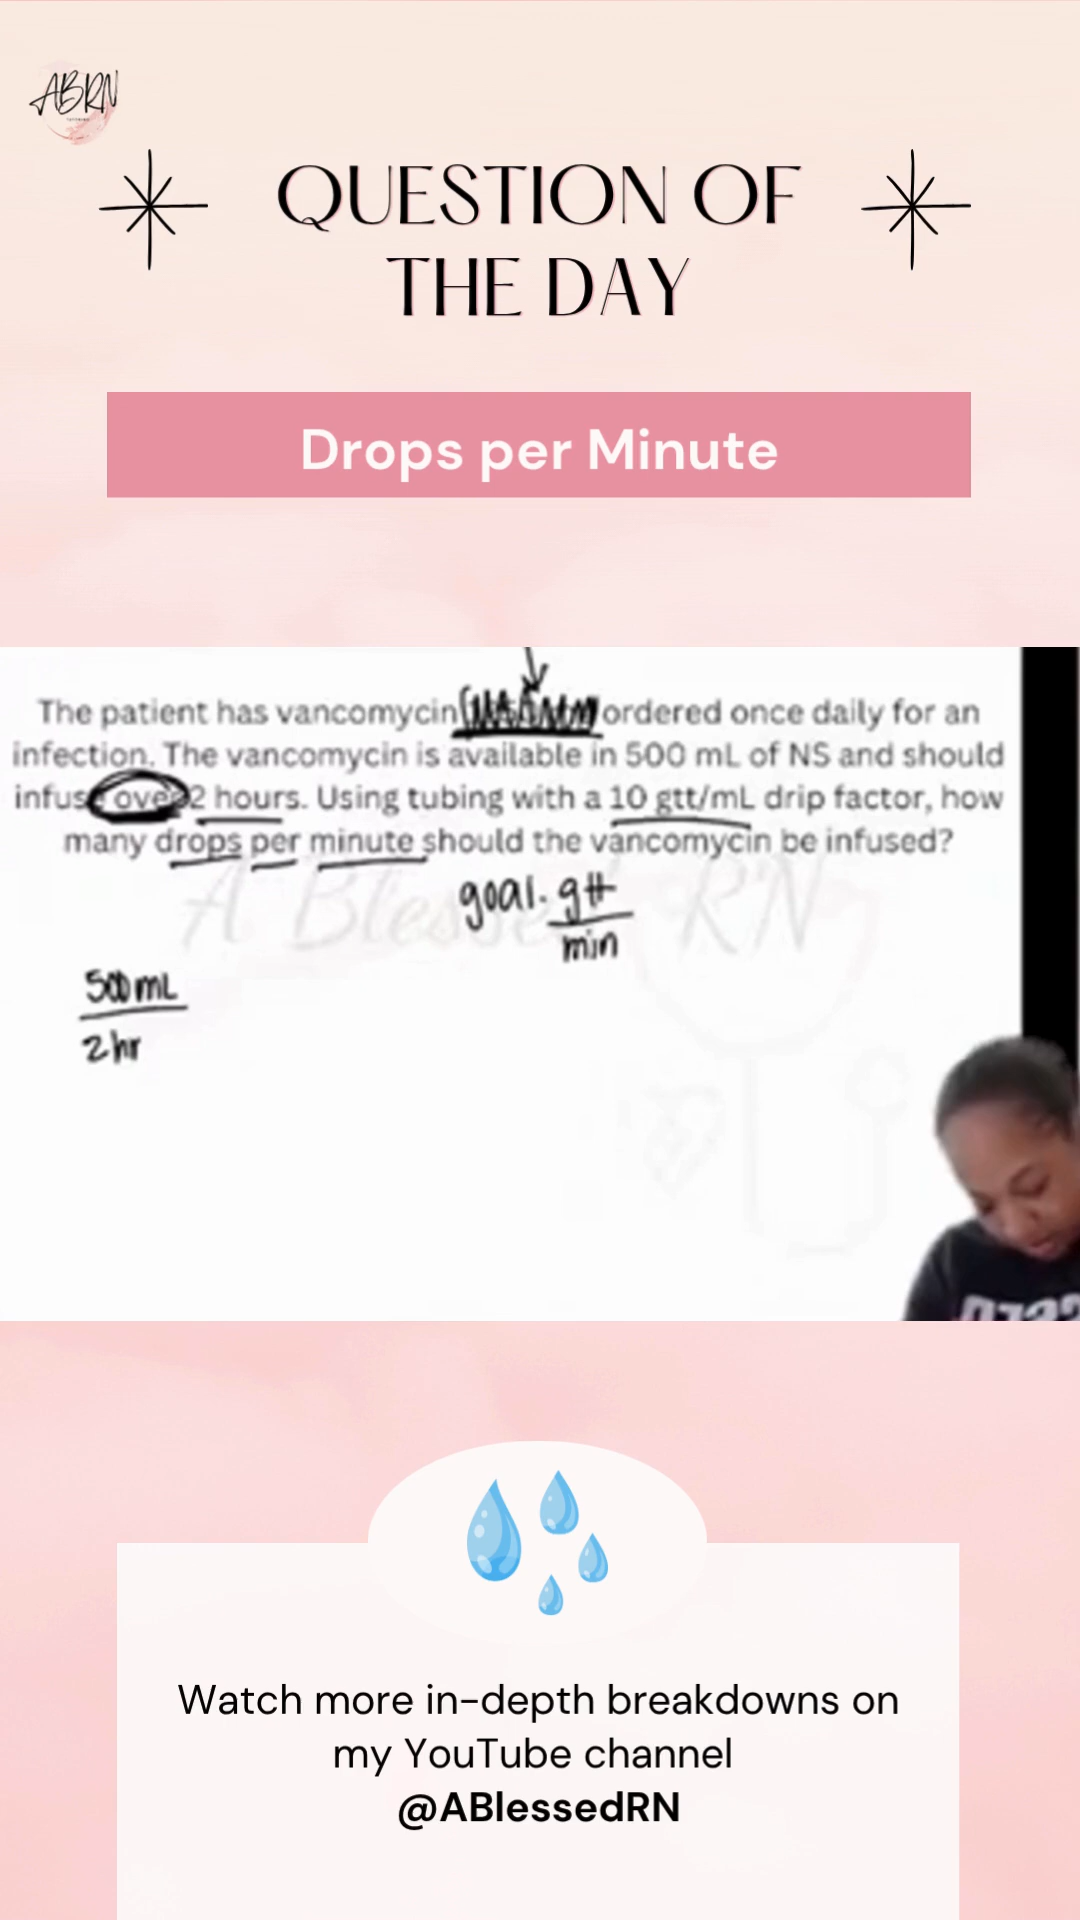 ABRN
QUESTION OF
THE DAY
Drops per Minute
The patient has vancomycin ordered once daily for an
infection. The vancomycin is available in 500 mL of NS and should
infuse over 2 hours. Using tubing with a 10 gtt/mL drip factor, how
many drops per minute should the vancomycin be infused?
A Blessed RN
goal. gtt
min
500 mL
2 hr
Watch more in-depth breakdowns on
my YouTube channel
@ABlessedRN